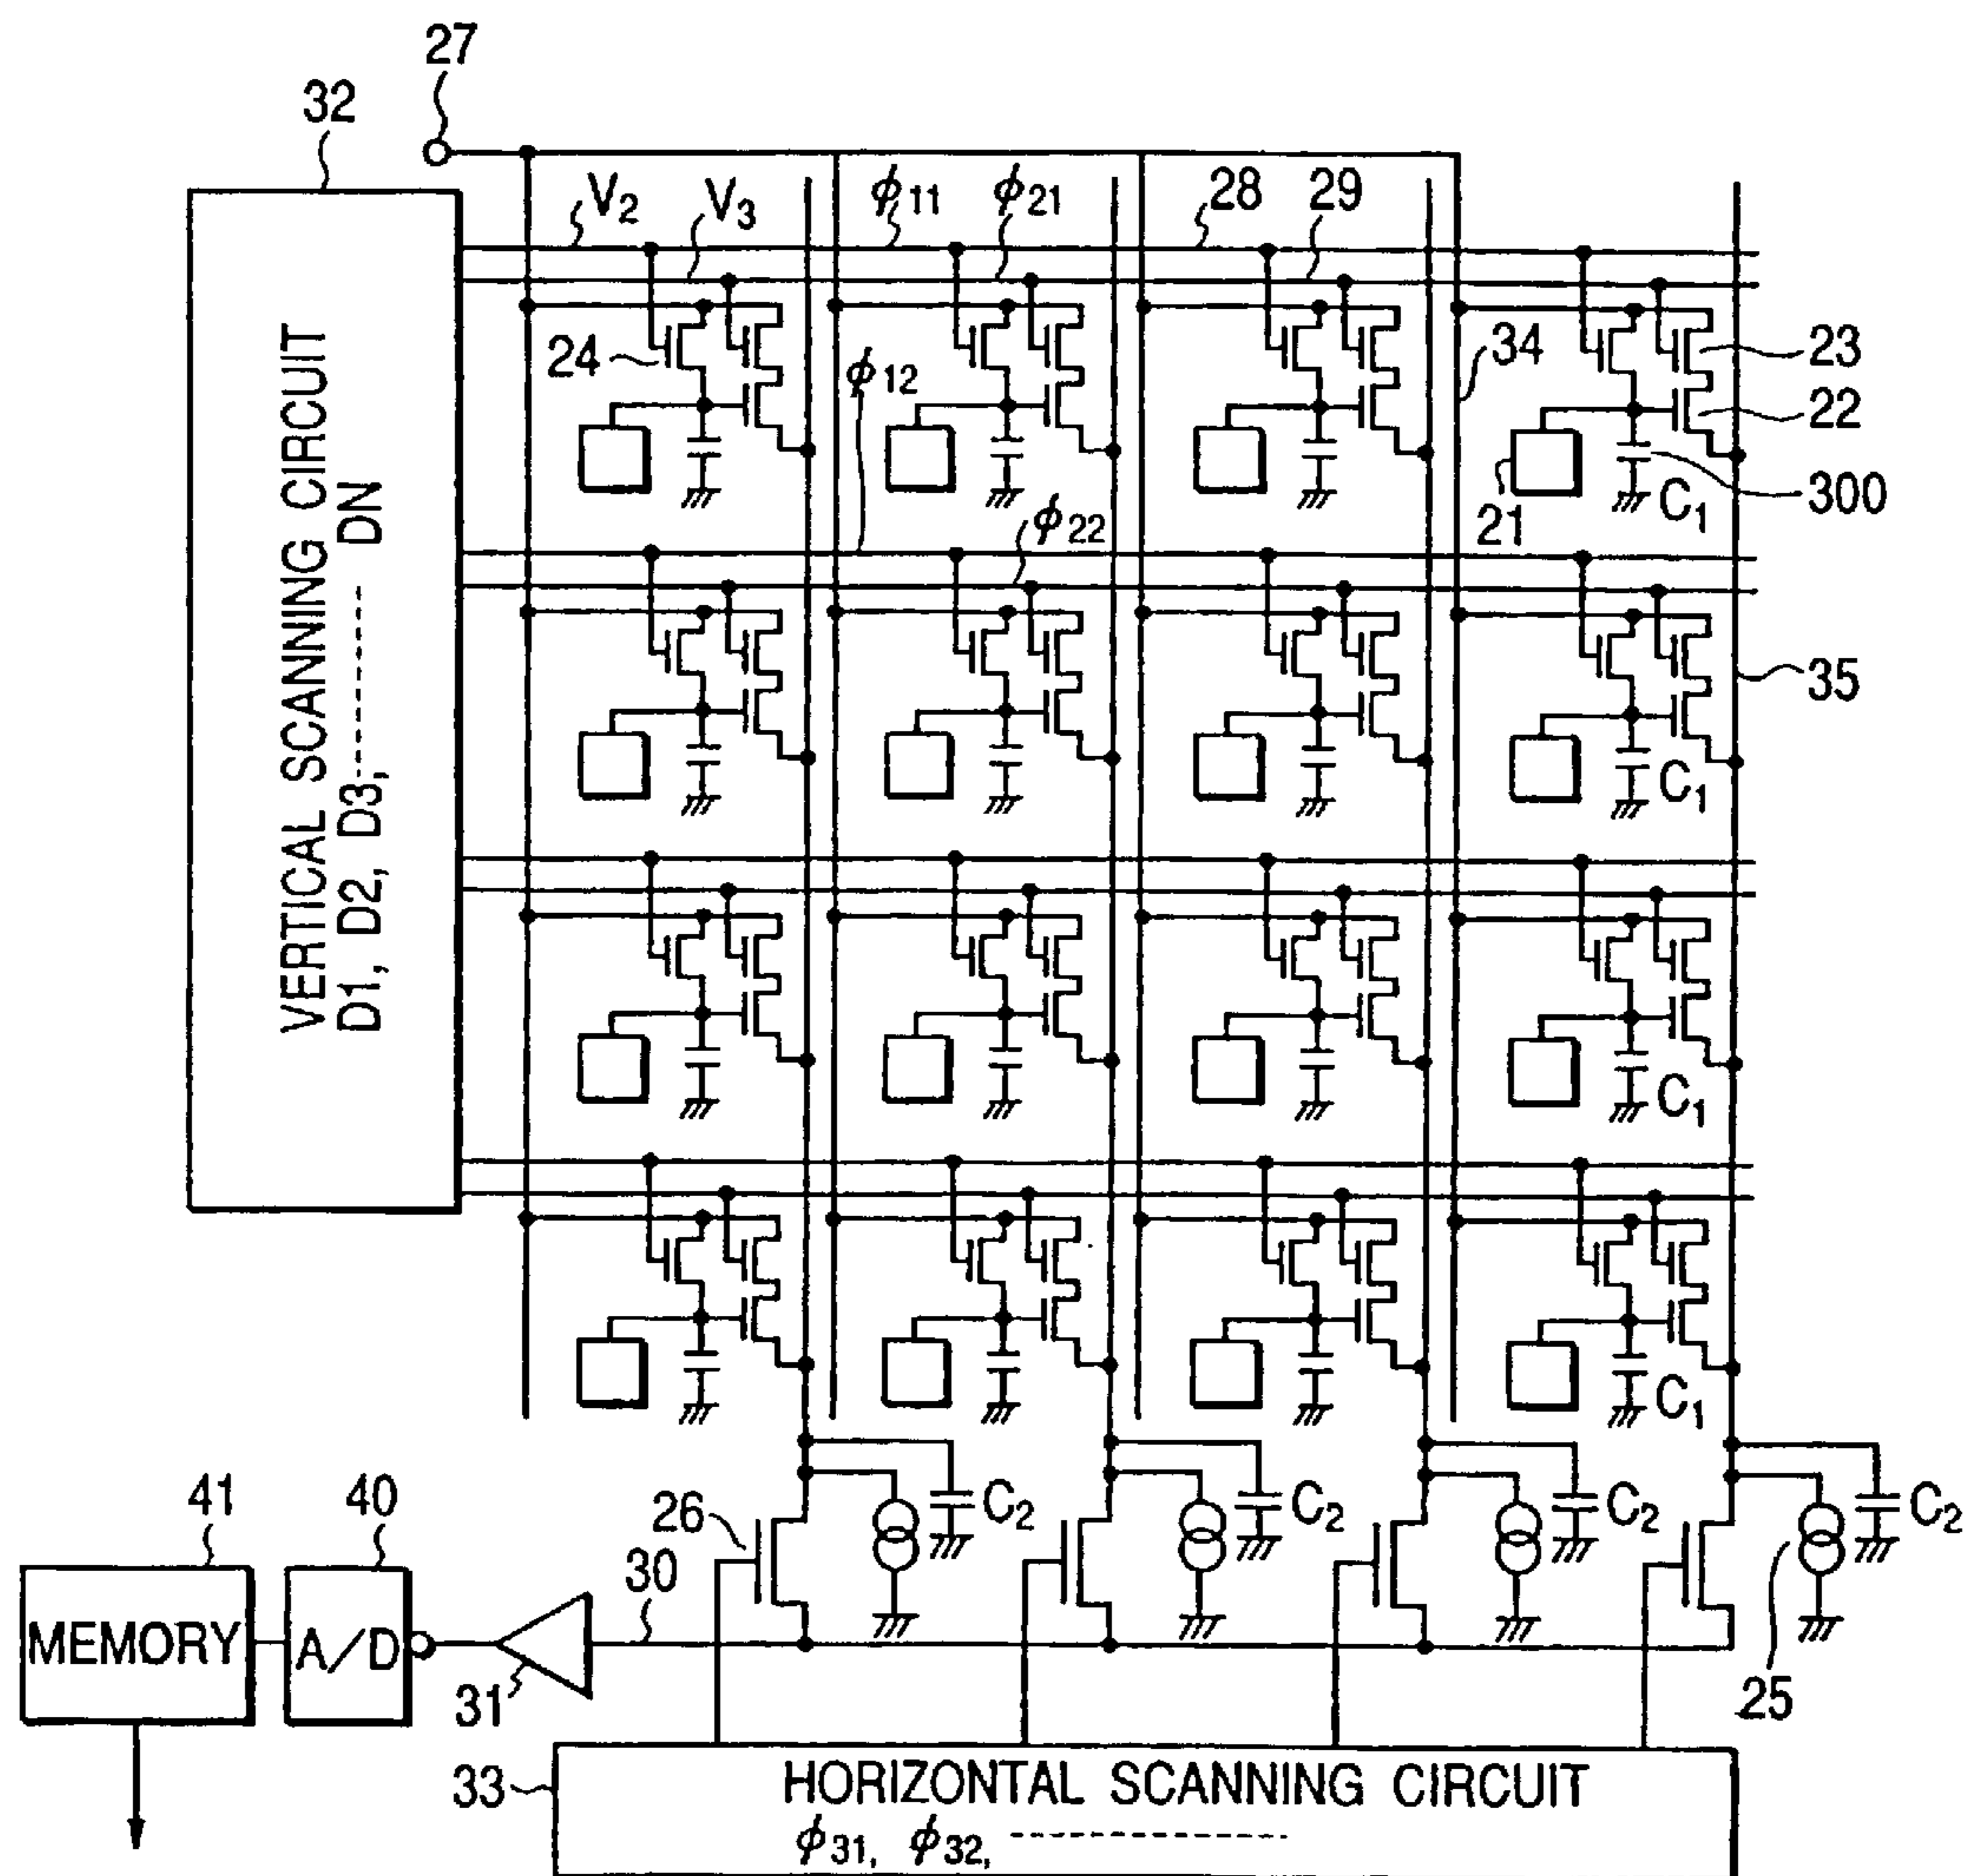 27
32
V2
V3
ϕ11
ϕ21
28
29
24
ϕ12
34
23
22
21
C1
300
ϕ22
VERTICAL SCANNING CIRCUIT
D1, D2, D3, DN
35
C1
C1
C1
41
40
26
30
C2
C2
C2
C2
MEMORY
A/D
31
25
33
HORIZONTAL SCANNING CIRCUIT
ϕ31, ϕ32,